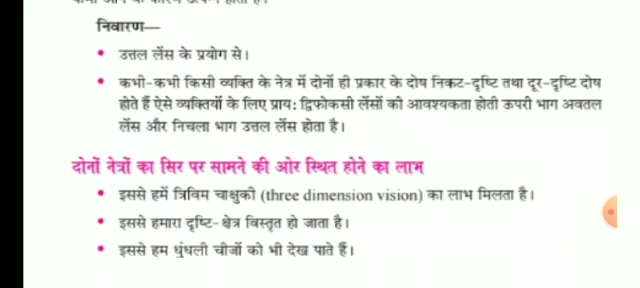 निवारण—
• उत्तल लेंस के प्रयोग से।
• कभी-कभी किसी व्यक्ति के नेत्र में दोनों ही प्रकार के दोष निकट-दृष्टि तथा दूर-दृष्टि दोष
होते हैं ऐसे व्यक्तियों के लिए प्रायः द्विफोकसी लेंसों की आवश्यकता होती ऊपरी भाग अवतल
लेंस और निचला भाग उत्तल लेंस होता है।
दोनों नेत्रों का सिर पर सामने की ओर स्थित होने का लाभ
• इससे हमें त्रिविम चाक्षुकी (three dimension vision) का लाभ मिलता है।
• इससे हमारा दृष्टि-क्षेत्र विस्तृत हो जाता है।
• इससे हम धुंधली चीजों को भी देख पाते हैं।